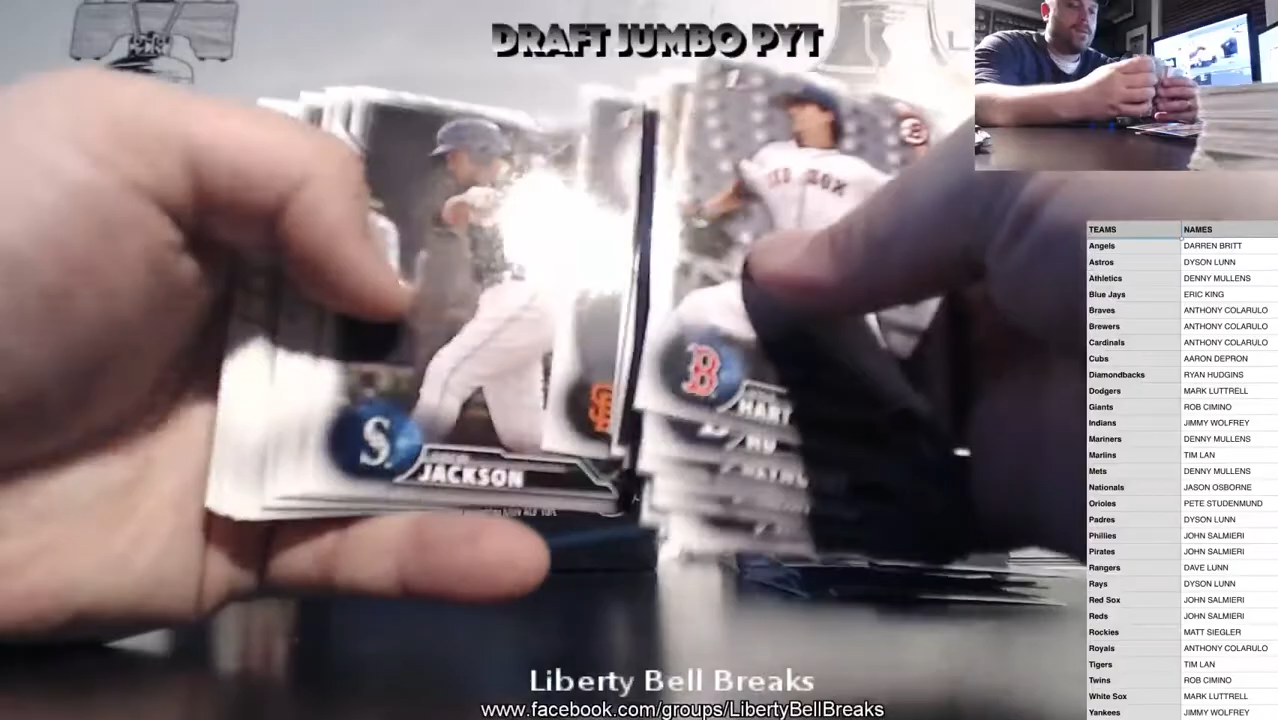 DRAFT JUMBO PYT
RED SOX
B
HART
S
JACKSON
TEAMS NAMES
Angels DARREN BRITT
Astros DYSON LUNN
Athletics DENNY MULLENS
Blue Jays ERIC KING
Braves ANTHONY COLARULO
Brewers ANTHONY COLARULO
Cardinals ANTHONY COLARULO
Cubs AARON DEPRON
Diamondbacks RYAN HUDGINS
Dodgers MARK LUTTRELL
Giants ROB CIMINO
Indians JIMMY WOLFREY
Mariners DENNY MULLENS
Marlins TIM LAN
Mets DENNY MULLENS
Nationals JASON OSBORNE
Orioles PETE STUDENMUND
Padres DYSON LUNN
Phillies JOHN SALMIERI
Pirates JOHN SALMIERI
Rangers DAVE LUNN
Rays DYSON LUNN
Red Sox JOHN SALMIERI
Reds JOHN SALMIERI
Rockies MATT SIEGLER
Royals ANTHONY COLARULO
Tigers TIM LAN
Twins ROB CIMINO
White Sox MARK LUTTRELL
Yankees JIMMY WOLFREY
Liberty Bell Breaks
www.facebook.com/groups/LibertyBellBreaks